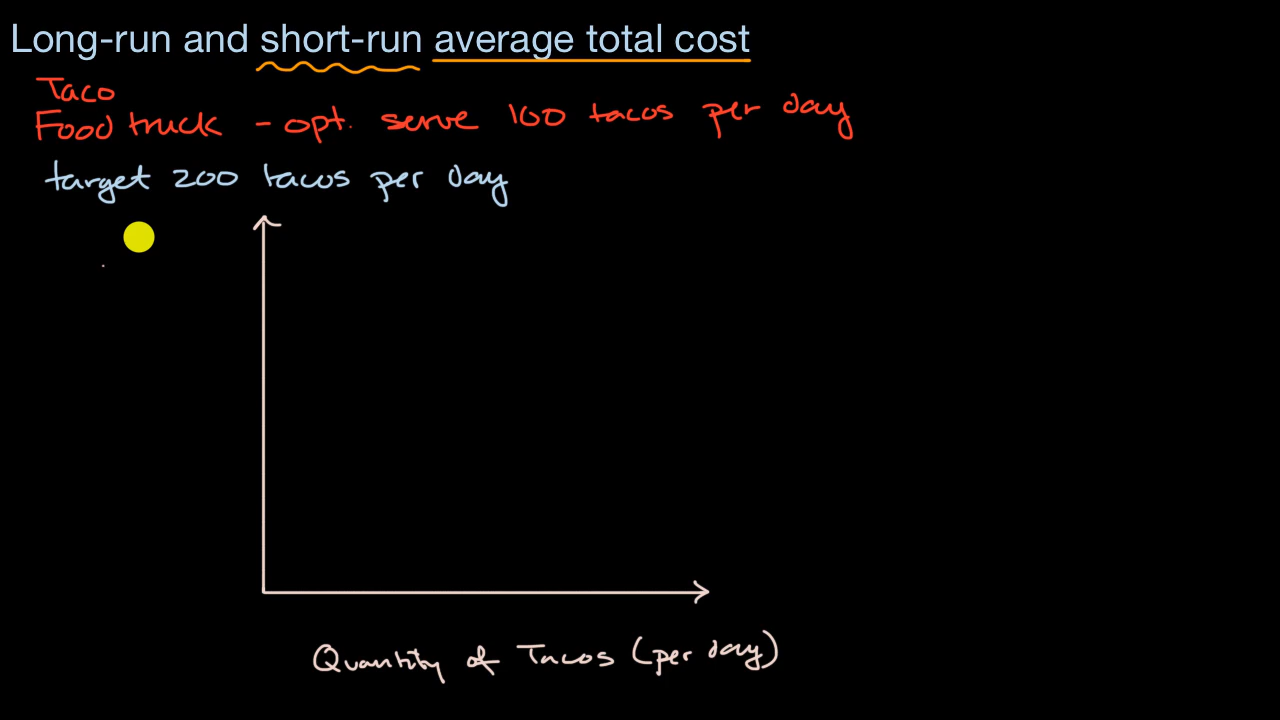 Long-run and short-run average total cost
Taco
Food truck - opt. serve 100 tacos per day
target 200 tacos per day
Quantity of Tacos (per day)